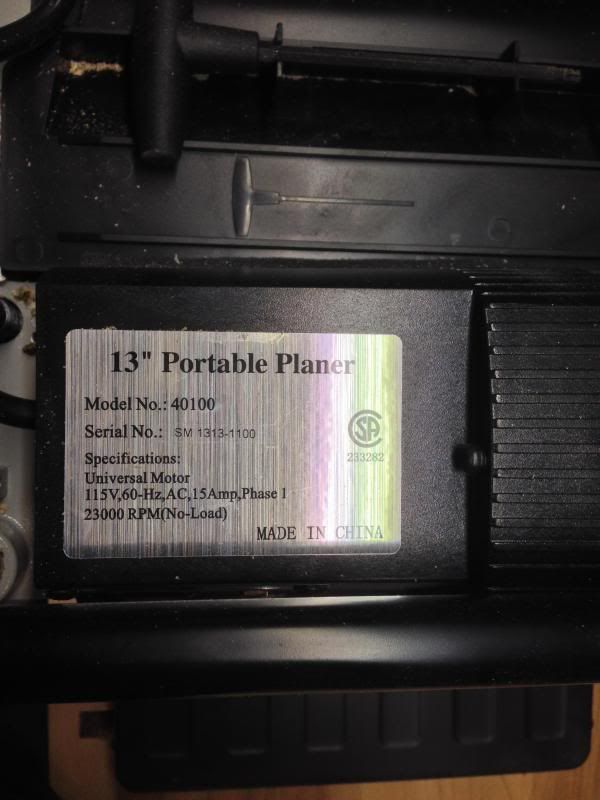 13" Portable Planer
Model No.: 40100
Serial No.: SM 1313-1100
SP
233282
Specifications:
Universal Motor
115V,60-Hz,AC,15Amp,Phase 1
23000 RPM(No-Load)
MADE IN CHINA